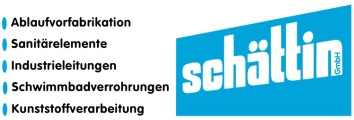 Ablaufvorfabrikation
Sanitärelemente
Industrieleitungen
Schwimmbadverrohrungen
Kunststoffverarbeitung
schättin
GmbH